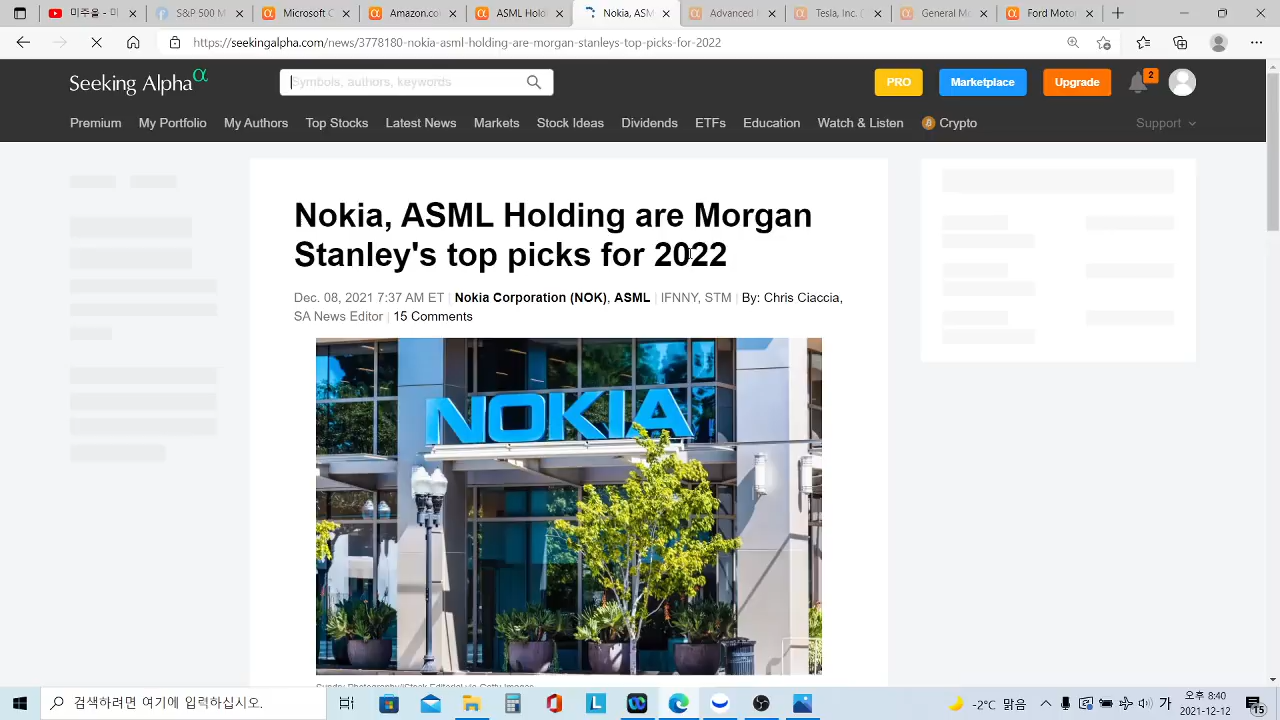 미주은•미
S&P500 M
Microsoft C
Amazon.co
ASML Hold
Nokia, ASM
Advanced
Tesla, Inc. (
General Mo
Ford Motor
https://seekingalpha.com/news/3778180-nokia-asml-holding-are-morgan-stanleys-top-picks-for-2022
Seeking Alpha α
Symbols, authors, keywords
PRO
Marketplace
Upgrade
2
Premium My Portfolio My Authors Top Stocks Latest News Markets Stock Ideas Dividends ETFs Education Watch & Listen Crypto Support
Nokia, ASML Holding are Morgan
Stanley's top picks for 2022
Dec. 08, 2021 7:37 AM ET | Nokia Corporation (NOK), ASML | IFNNY, STM | By: Chris Ciaccia,
SA News Editor | 15 Comments
NOKIA
검색하려면 여기에 입력하십시오.
-2°C 맑음
가
오후 8:40
2021-12-12
15